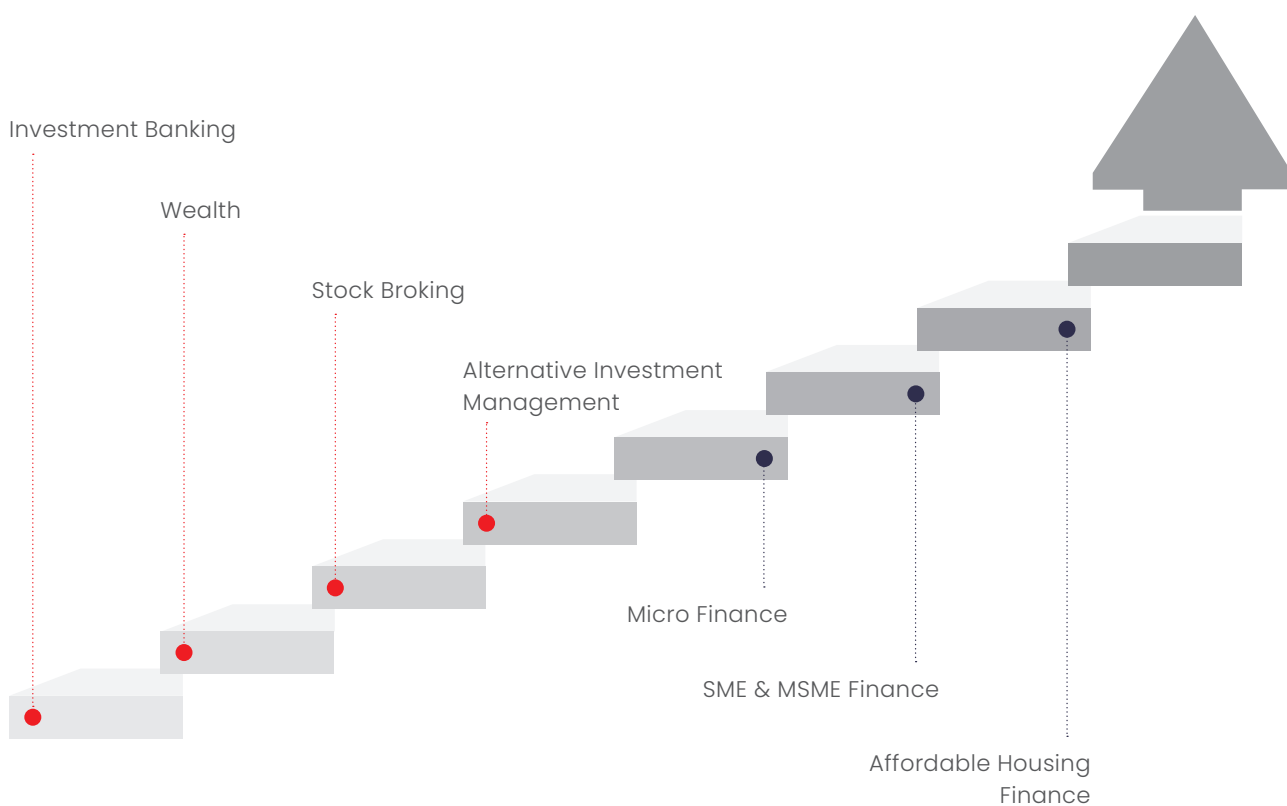 Investment Banking
Wealth
Stock Broking
Alternative Investment
Management
Micro Finance
SME & MSME Finance
Affordable Housing
Finance